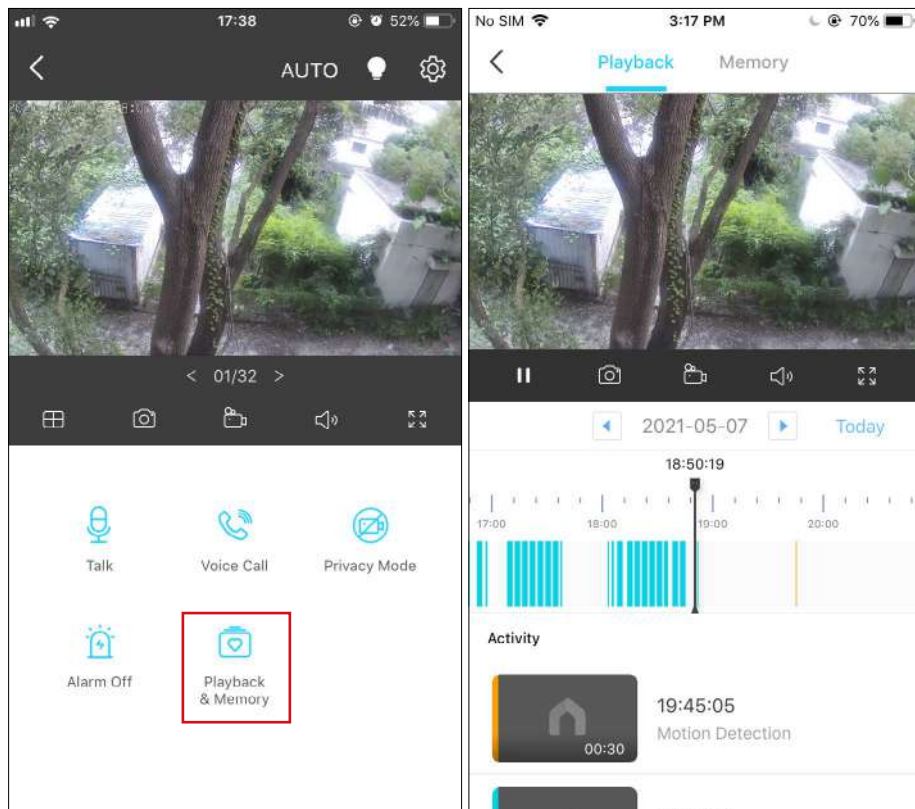 17:38
52%
AUTO
< 01/32 >
Talk
Voice Call
Privacy Mode
Alarm Off
Playback
& Memory
No SIM
3:17 PM
70%
Playback
Memory
2021-05-07
Today
18:50:19
17:00
18:00
19:00
20:00
Activity
19:45:05
Motion Detection
00:30